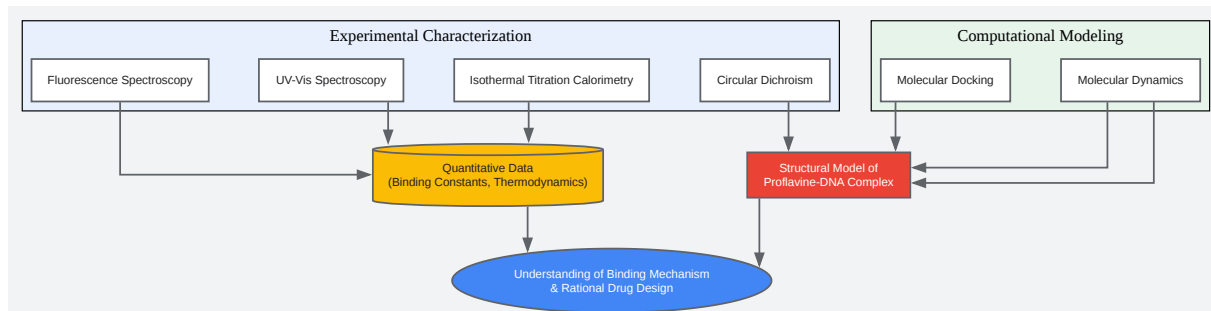 Experimental Characterization
Computational Modeling
Fluorescence Spectroscopy
UV-Vis Spectroscopy
Isothermal Titration Calorimetry
Circular Dichroism
Molecular Docking
Molecular Dynamics
Quantitative Data
(Binding Constants, Thermodynamics)
Structural Model of
Proflavine-DNA Complex
Understanding of Binding Mechanism
& Rational Drug Design